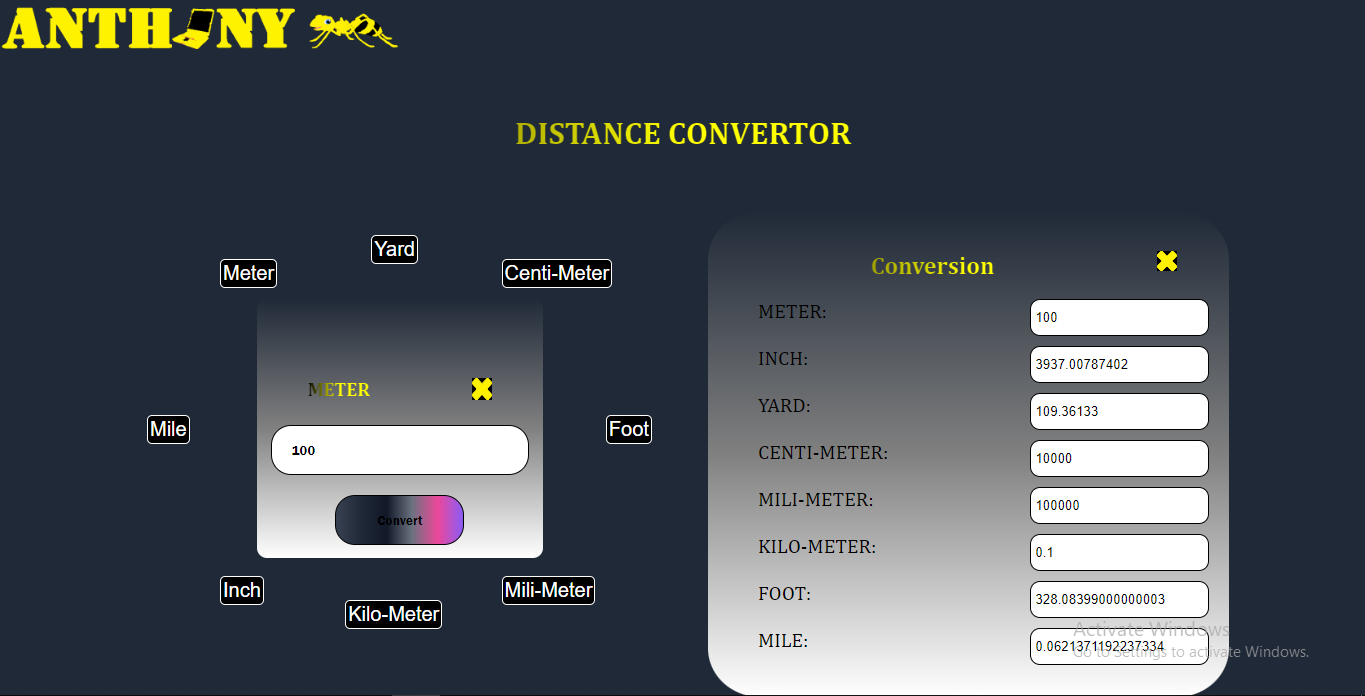 ANTHONY
DISTANCE CONVERTOR
Yard
Meter
Centi-Meter
METER
100
Convert
Mile
Foot
Inch
Mili-Meter
Kilo-Meter
Conversion
METER: 100
INCH: 3937.00787402
YARD: 109.36133
CENTI-METER: 10000
MILI-METER: 100000
KILO-METER: 0.1
FOOT: 328.08399000000003
MILE: 0.0621371192237334
Activate Windows
Go to Settings to activate Windows.